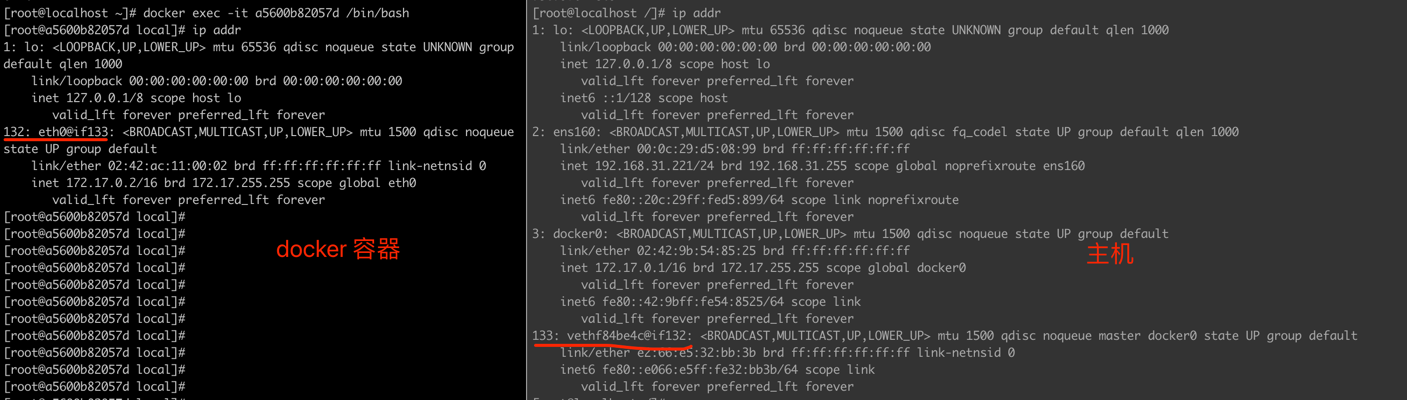 [root@localhost ~]# docker exec -it a5600b82057d /bin/bash
[root@a5600b82057d local]# ip addr
1: lo: <LOOPBACK,UP,LOWER_UP> mtu 65536 qdisc noqueue state UNKNOWN group
default qlen 1000
    link/loopback 00:00:00:00:00:00 brd 00:00:00:00:00:00
    inet 127.0.0.1/8 scope host lo
       valid_lft forever preferred_lft forever
132: eth0@if133: <BROADCAST,MULTICAST,UP,LOWER_UP> mtu 1500 qdisc noqueue
state UP group default
    link/ether 02:42:ac:11:00:02 brd ff:ff:ff:ff:ff:ff link-netnsid 0
    inet 172.17.0.2/16 brd 172.17.255.255 scope global eth0
       valid_lft forever preferred_lft forever
[root@a5600b82057d local]#
[root@a5600b82057d local]#
[root@a5600b82057d local]#
[root@a5600b82057d local]#
[root@a5600b82057d local]#
[root@a5600b82057d local]#
[root@a5600b82057d local]#
[root@a5600b82057d local]#
[root@a5600b82057d local]#
[root@a5600b82057d local]#
[root@a5600b82057d local]#
[root@a5600b82057d local]#
docker 容器
[root@localhost /]# ip addr
1: lo: <LOOPBACK,UP,LOWER_UP> mtu 65536 qdisc noqueue state UNKNOWN group default qlen 1000
    link/loopback 00:00:00:00:00:00 brd 00:00:00:00:00:00
    inet 127.0.0.1/8 scope host lo
       valid_lft forever preferred_lft forever
    inet6 ::1/128 scope host
       valid_lft forever preferred_lft forever
2: ens160: <BROADCAST,MULTICAST,UP,LOWER_UP> mtu 1500 qdisc fq_codel state UP group default qlen 1000
    link/ether 00:0c:29:d5:08:99 brd ff:ff:ff:ff:ff:ff
    inet 192.168.31.221/24 brd 192.168.31.255 scope global noprefixroute ens160
       valid_lft forever preferred_lft forever
    inet6 fe80::20c:29ff:fed5:899/64 scope link noprefixroute
       valid_lft forever preferred_lft forever
3: docker0: <BROADCAST,MULTICAST,UP,LOWER_UP> mtu 1500 qdisc noqueue state UP group default
    link/ether 02:42:9b:54:85:25 brd ff:ff:ff:ff:ff:ff
    inet 172.17.0.1/16 brd 172.17.255.255 scope global docker0
       valid_lft forever preferred_lft forever
    inet6 fe80::42:9bff:fe54:8525/64 scope link
       valid_lft forever preferred_lft forever
133: vethf84be4c@if132: <BROADCAST,MULTICAST,UP,LOWER_UP> mtu 1500 qdisc noqueue master docker0 state UP group default
    link/ether e2:66:e5:32:bb:3b brd ff:ff:ff:ff:ff:ff link-netnsid 0
    inet6 fe80::e066:e5ff:fe32:bb3b/64 scope link
       valid_lft forever preferred_lft forever
主机